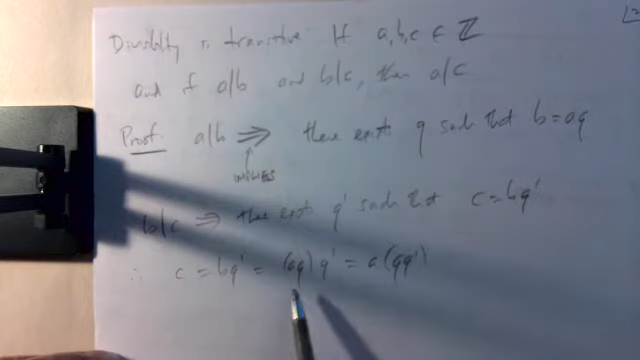 Divisibility is transitive: If a,b,c ∈ ℤ
and if a|b and b|c, then a|c
Proof: a|b ⇒ there exists q such that b=aq
implies
b|c ⇒ there exists q' such that c=bq'
∴ c = bq' = (aq)q' = a(qq')